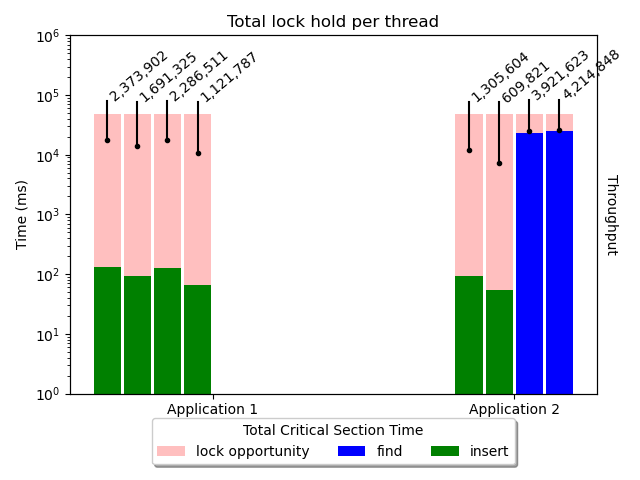 Total lock hold per thread
2,373,902
1,691,325
2,286,511
1,121,787
1,305,604
609,821
3,921,623
4,214,848
10^6
10^5
10^4
10^3
10^2
10^1
10^0
Time (ms)
Throughput
Application 1
Application 2
Total Critical Section Time
lock opportunity
find
insert